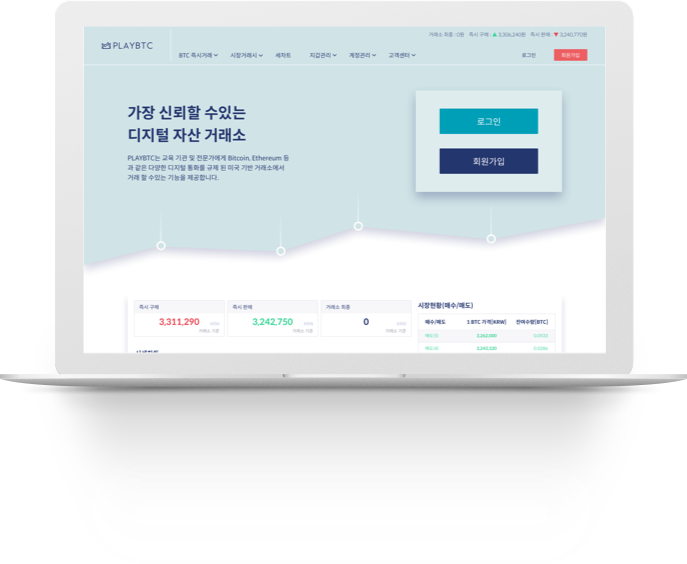 거래소 최종 : 0원 즉시 구매 : ▲ 3,306,240원 즉시 판매 : ▼ 3,240,770원
PLAYBTC
BTC 즉시거래 시장거래시 세차트 지갑관리 계정관리 고객센터
로그인 회원가입
가장 신뢰할 수있는
디지털 자산 거래소
PLAYBTC는 교육 기관 및 전문가에게 Bitcoin, Ethereum 등
과 같은 다양한 디지털 통화를 규제 된 미국 기반 거래소에서
거래 할 수있는 기능을 제공합니다.
로그인
회원가입
즉시 구매
3,311,290
거래소 기준
즉시 판매
3,242,750
거래소 기준
거래소 최종
0
거래소 기준
시장현황(매수/매도)
매수/매도 1 BTC 가격[KRW] 잔여수량[BTC]
3,262,500
3,243,220